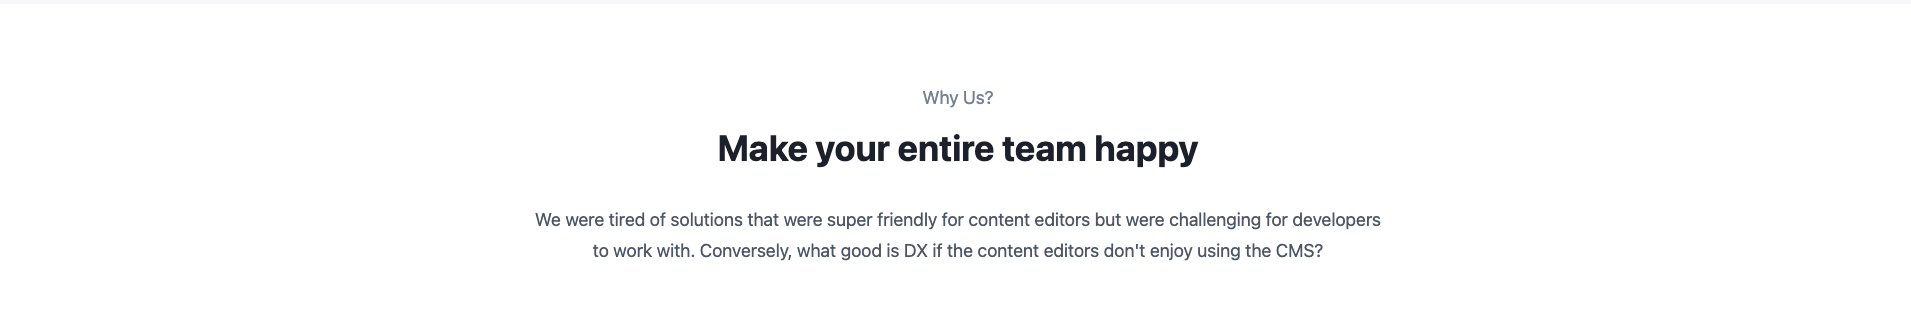 Why Us?
Make your entire team happy
We were tired of solutions that were super friendly for content editors but were challenging for developers
to work with. Conversely, what good is DX if the content editors don't enjoy using the CMS?